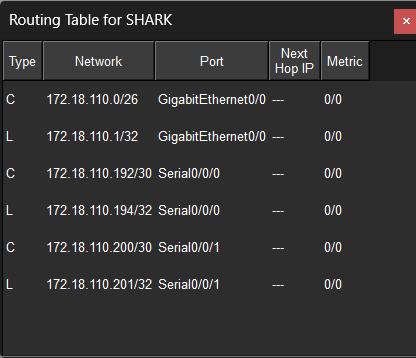 Routing Table for SHARK
Type Network Port Next Hop IP Metric
C 172.18.110.0/26 GigabitEthernet0/0 --- 0/0
L 172.18.110.1/32 GigabitEthernet0/0 --- 0/0
C 172.18.110.192/30 Serial0/0/0 --- 0/0
L 172.18.110.194/32 Serial0/0/0 --- 0/0
C 172.18.110.200/30 Serial0/0/1 --- 0/0
L 172.18.110.201/32 Serial0/0/1 --- 0/0